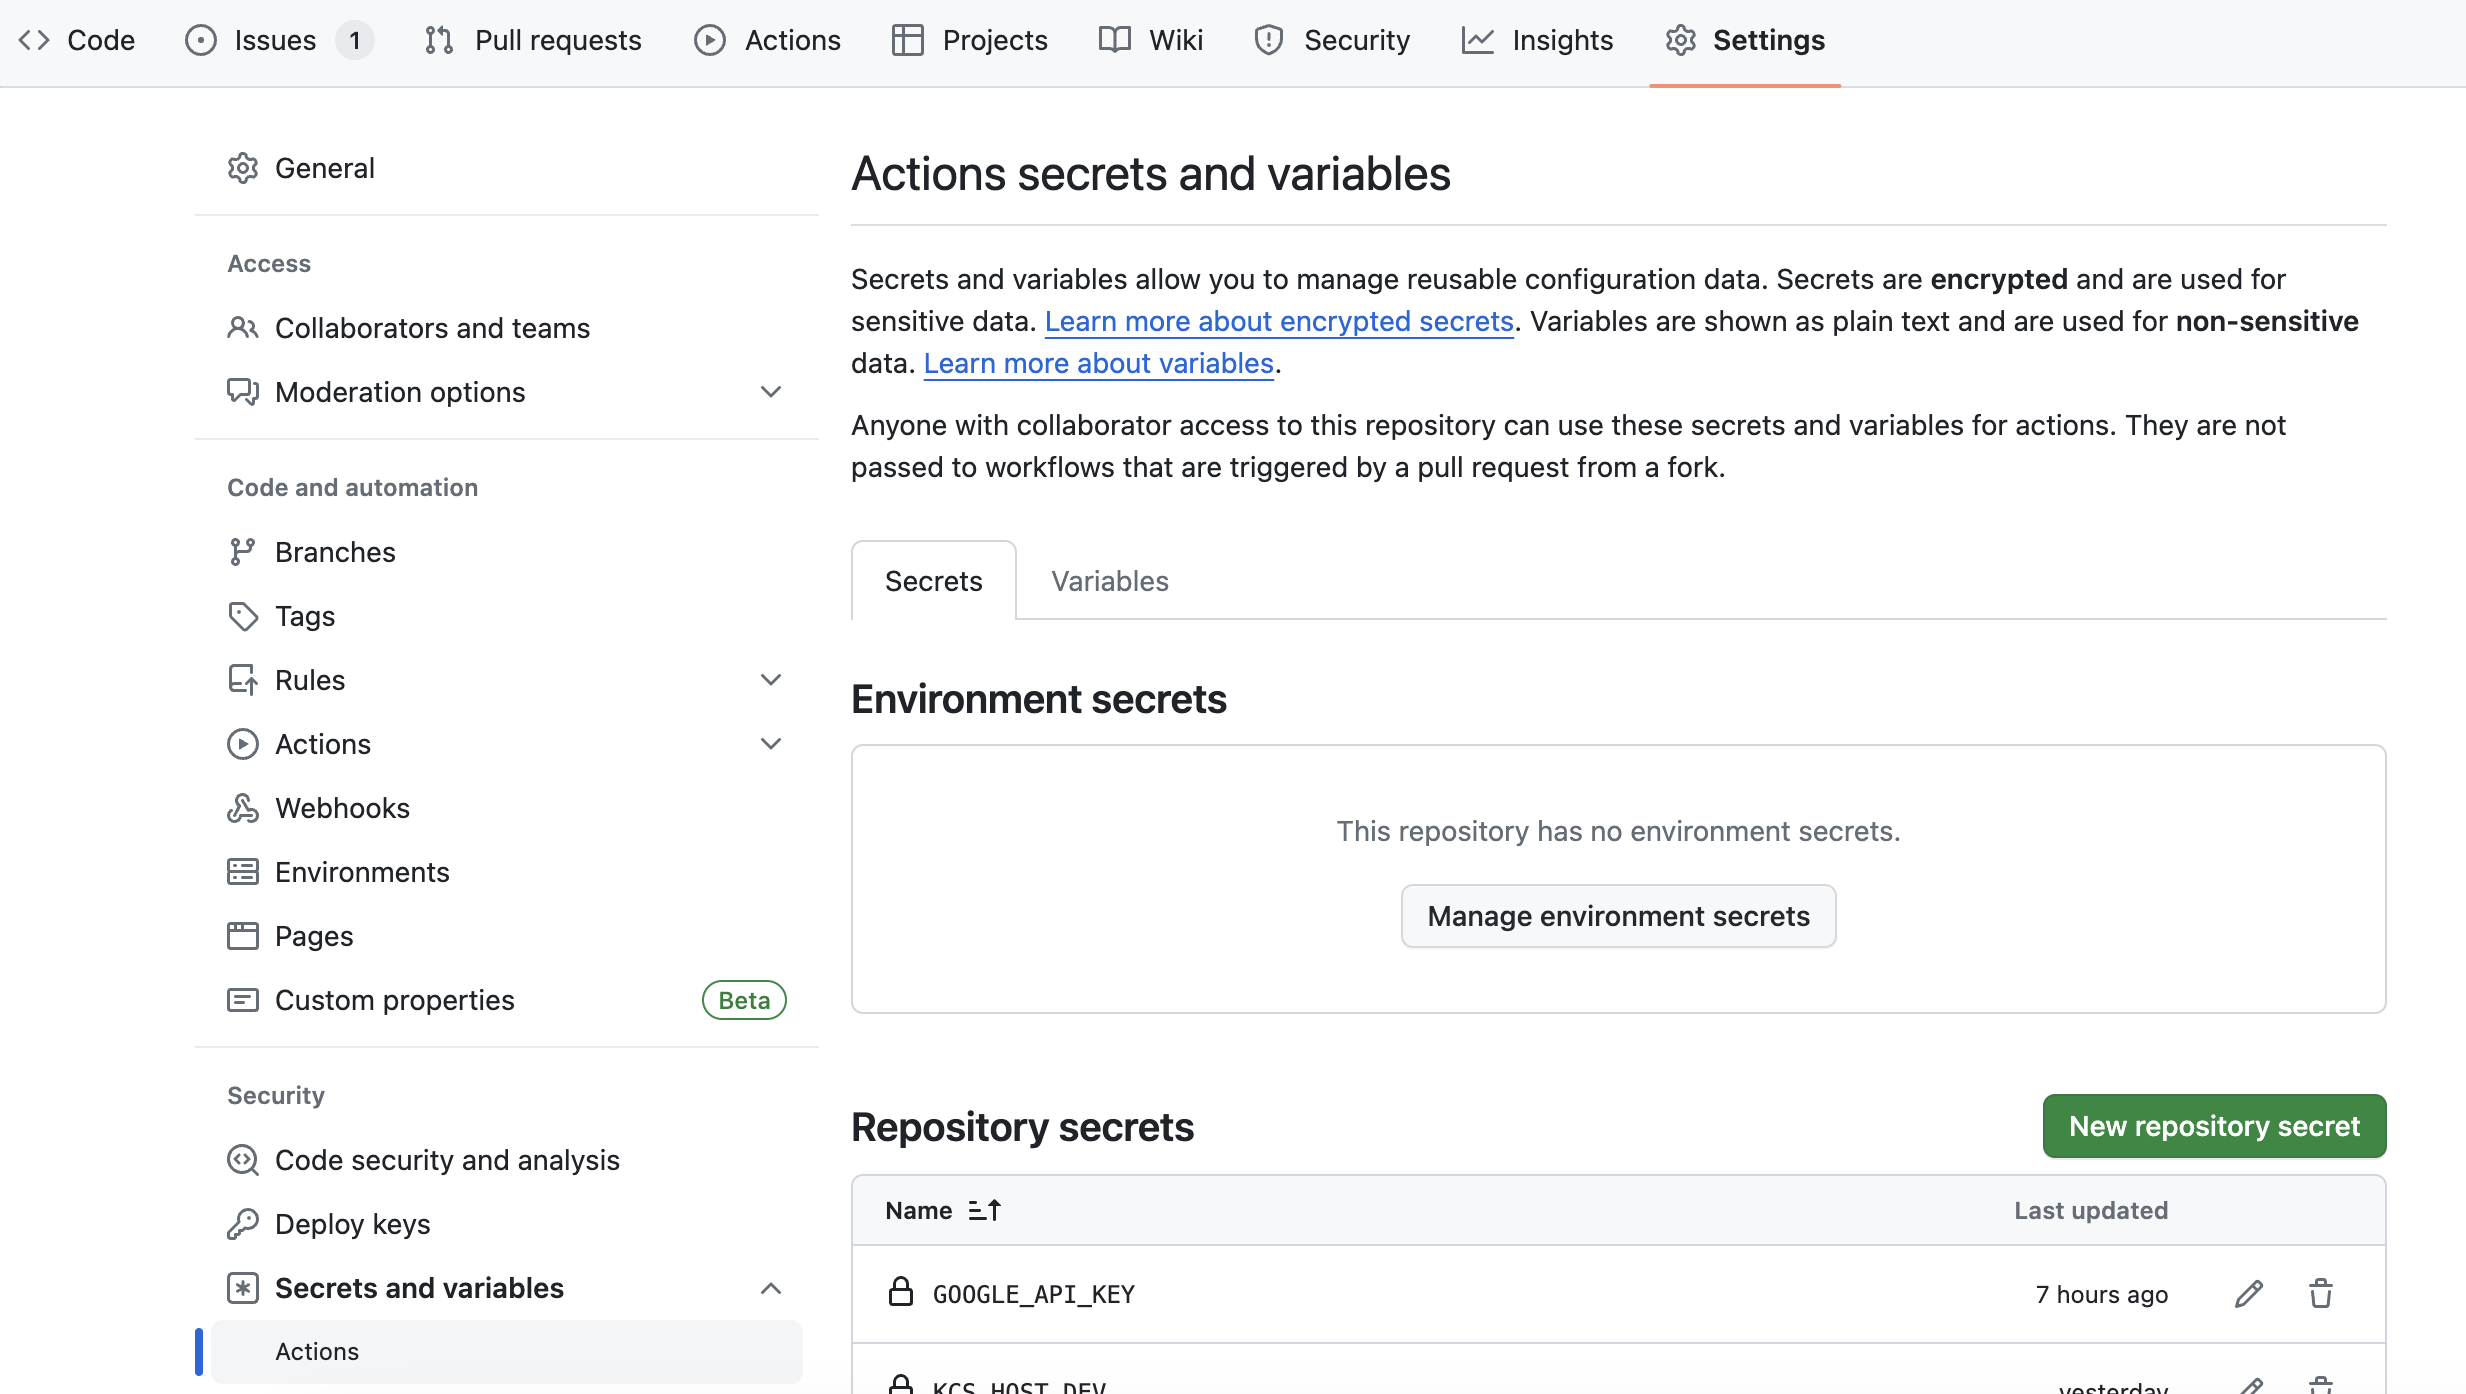 Code
Issues 1
Pull requests
Actions
Projects
Wiki
Security
Insights
Settings
General
Access
Collaborators and teams
Moderation options
Code and automation
Branches
Tags
Rules
Actions
Webhooks
Environments
Pages
Custom properties Beta
Security
Code security and analysis
Deploy keys
Secrets and variables
Actions
Actions secrets and variables
Secrets and variables allow you to manage reusable configuration data. Secrets are encrypted and are used for
sensitive data. Learn more about encrypted secrets. Variables are shown as plain text and are used for non-sensitive
data. Learn more about variables.
Anyone with collaborator access to this repository can use these secrets and variables for actions. They are not
passed to workflows that are triggered by a pull request from a fork.
Secrets Variables
Environment secrets
This repository has no environment secrets.
Manage environment secrets
Repository secrets
New repository secret
Name Last updated
GOOGLE_API_KEY 7 hours ago
KCS_HOST_DEV yesterday